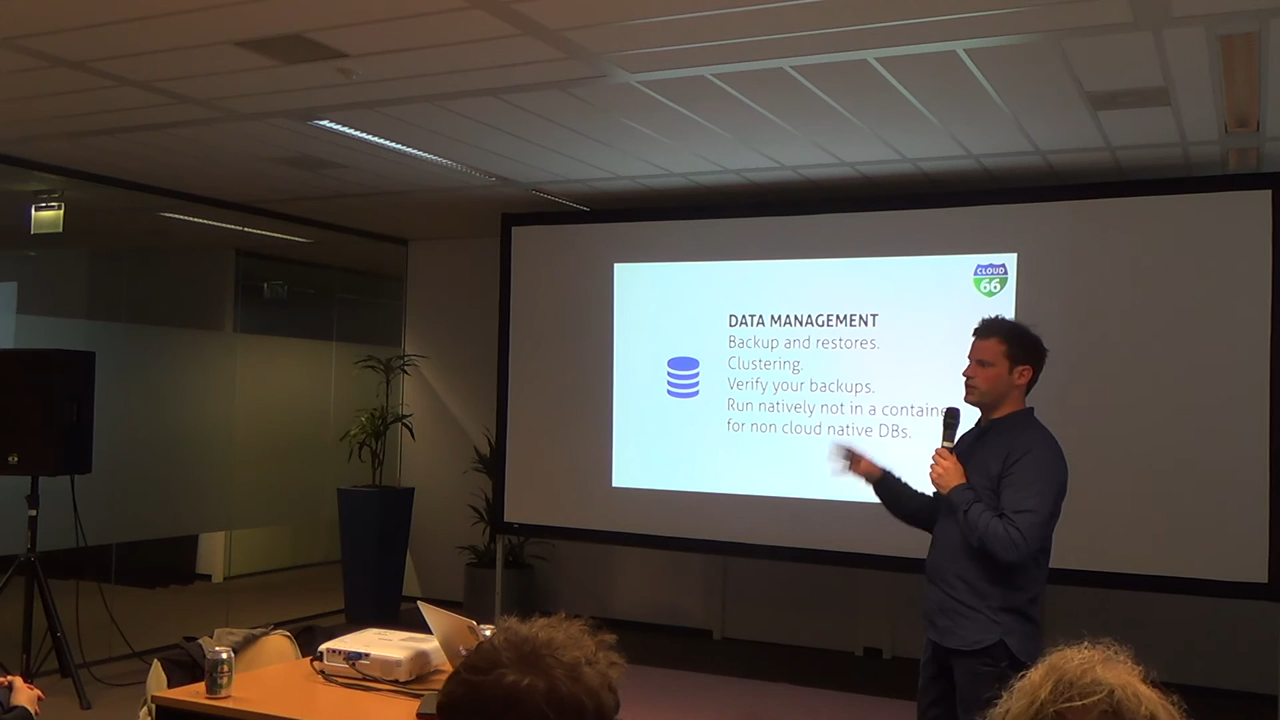 CLOUD
66
DATA MANAGEMENT
Backup and restores.
Clustering.
Verify your backups.
Run natively not in a containe
for non cloud native DBs.